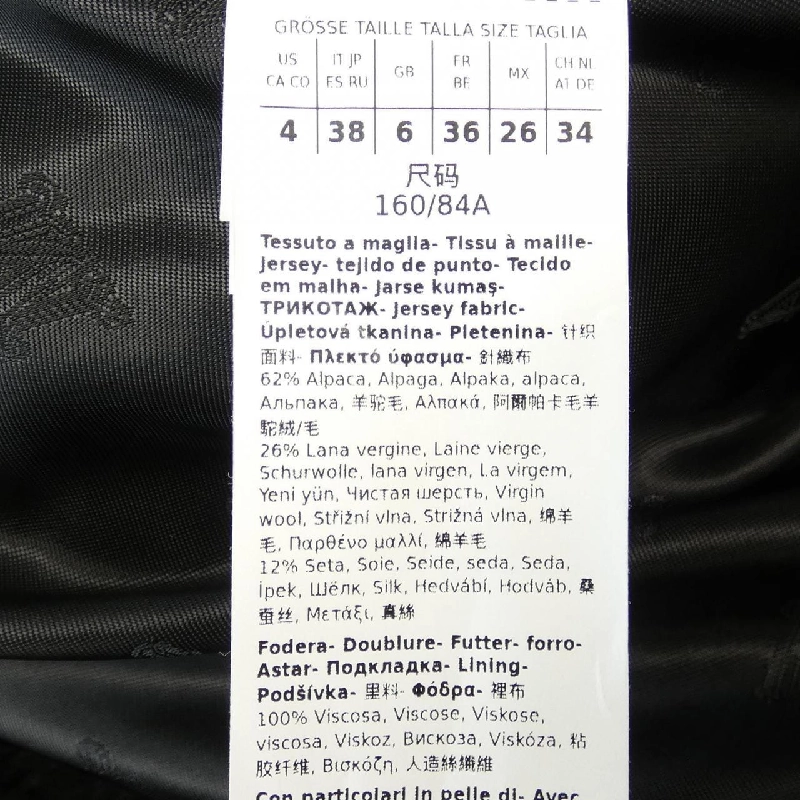 GRÖSSE TAILLE TALLA SIZE TAGLIA
US IT JP GB FR MX CH NL
CA CO ES RU BE AT DE
4 38 6 36 26 34
尺码
160/84A
Tessuto a maglia- Tissu à maille-
Jersey- tejido de punto- Tecido
em malha- Jarse kumaş-
ТРИКОТАЖ- Jersey fabric-
Úpletová tkanina- Pletenina- 针织
面料- Πλεκτό ύφασμα- 針織布
62% Alpaca, Alpaga, Alpaka, alpaca,
Альпака, 羊驼毛, Αλπακά, 阿爾帕卡毛羊
駝絨/毛
26% Lana vergine, Laine vierge,
Schurwolle, lana virgen, La virgem,
Yeni yün, Чистая шерсть, Virgin
wool, Střižní vlna, Strižná vlna, 绵羊
毛, Παρθένο μαλλί, 綿羊毛
12% Seta, Soie, Seide, seda, Seda,
İpek, Шёлк, Silk, Hedvábí, Hodváb, 桑
蚕丝, Μετάξι, 真絲
Fodera- Doublure- Futter- forro-
Astar- Подкладка- Lining-
Podšívka- 里料- Φόδρα- 裡布
100% Viscosa, Viscose, Viskose,
viscosa, Viskoz, Вискоза, Viskóza, 粘
胶纤维, Βισκόζη, 人造絲纖維
Con particolari in pelle di- Avec